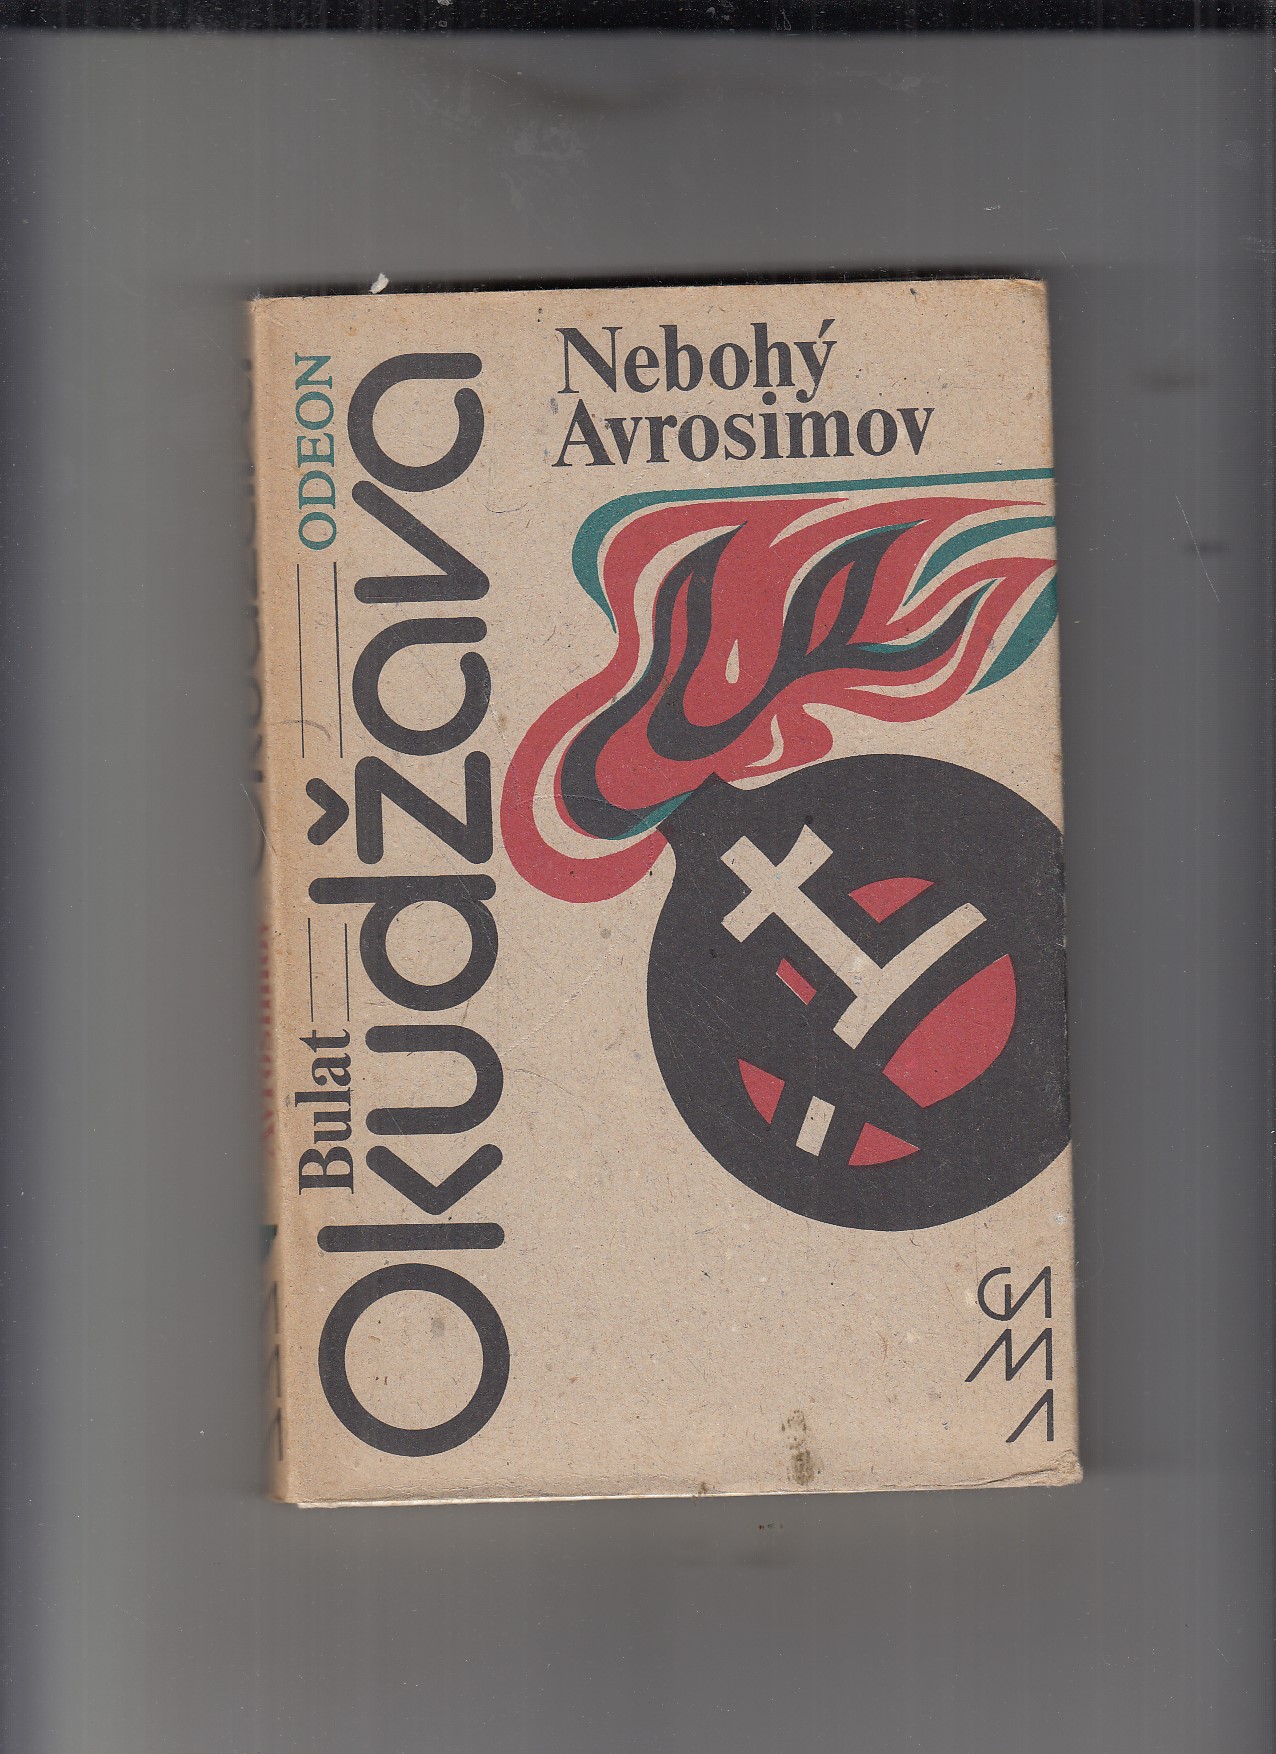 Nebohý
Avrosimov
ODEON
Bulat
Okudžava